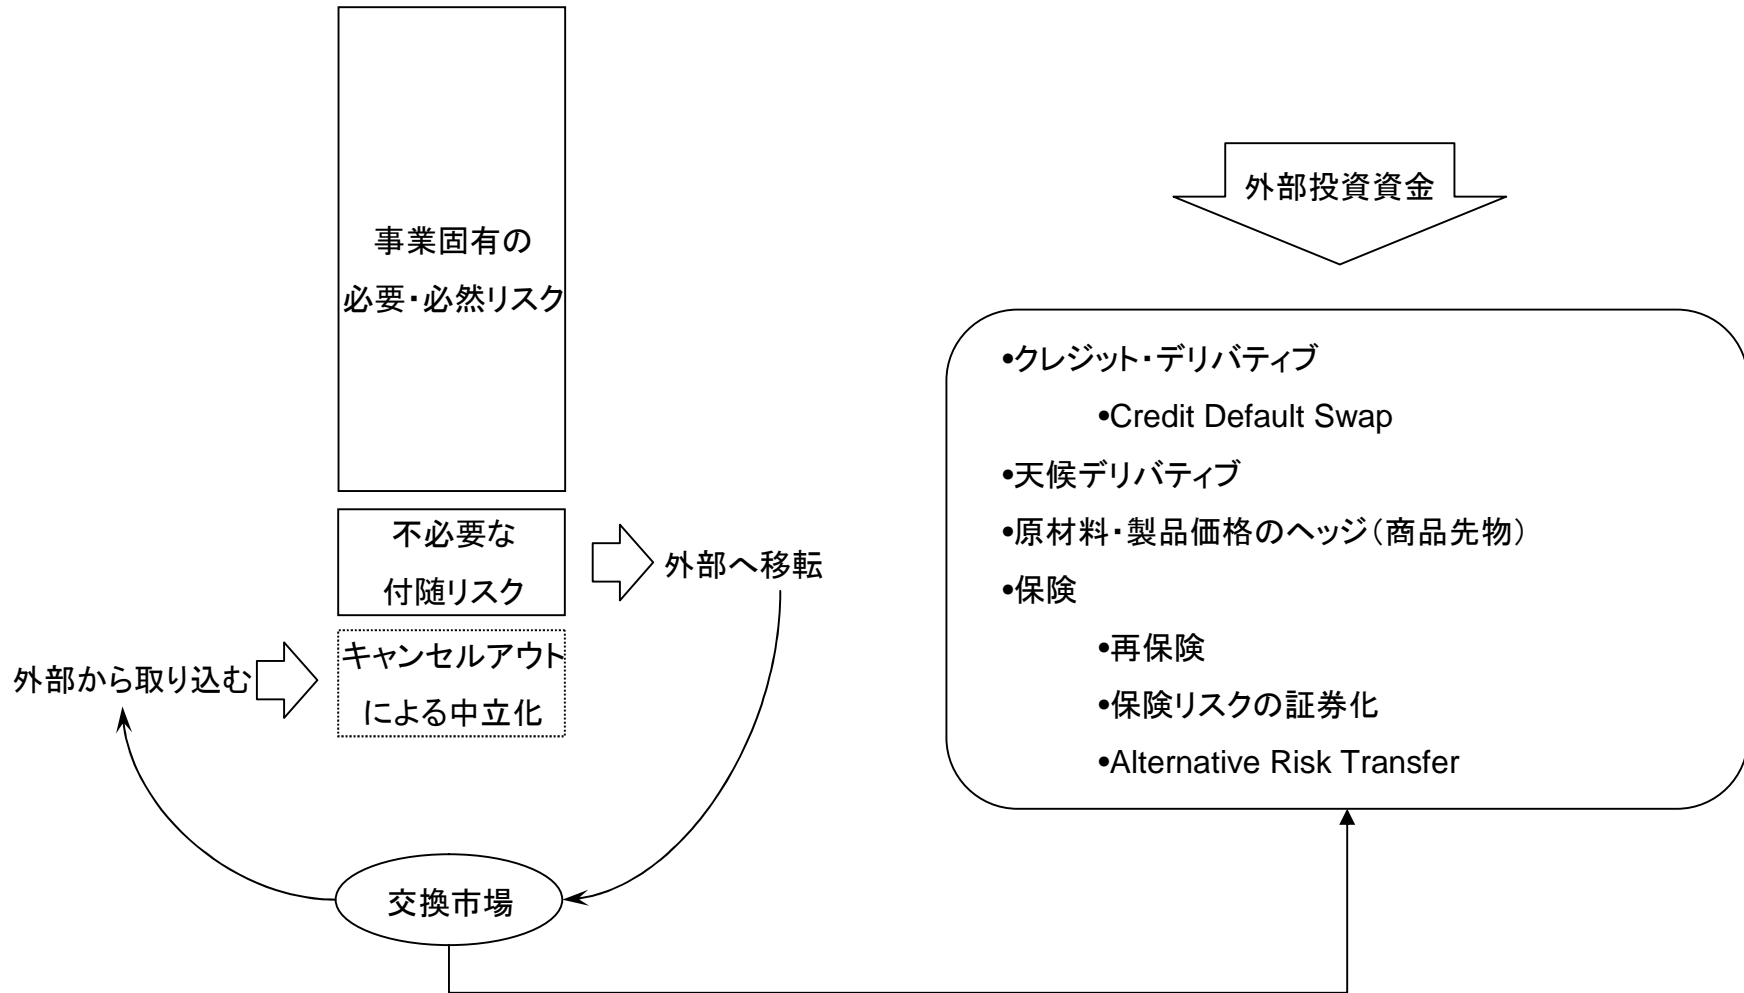 事業固有の
必要・必然リスク
不必要な
付随リスク
外部へ移転
外部から取り込む
キャンセルアウト
による中立化
交換市場
外部投資資金
•クレジット・デリバティブ
•Credit Default Swap
•天候デリバティブ
•原材料・製品価格のヘッジ（商品先物）
•保険
•再保険
•保険リスクの証券化
•Alternative Risk Transfer